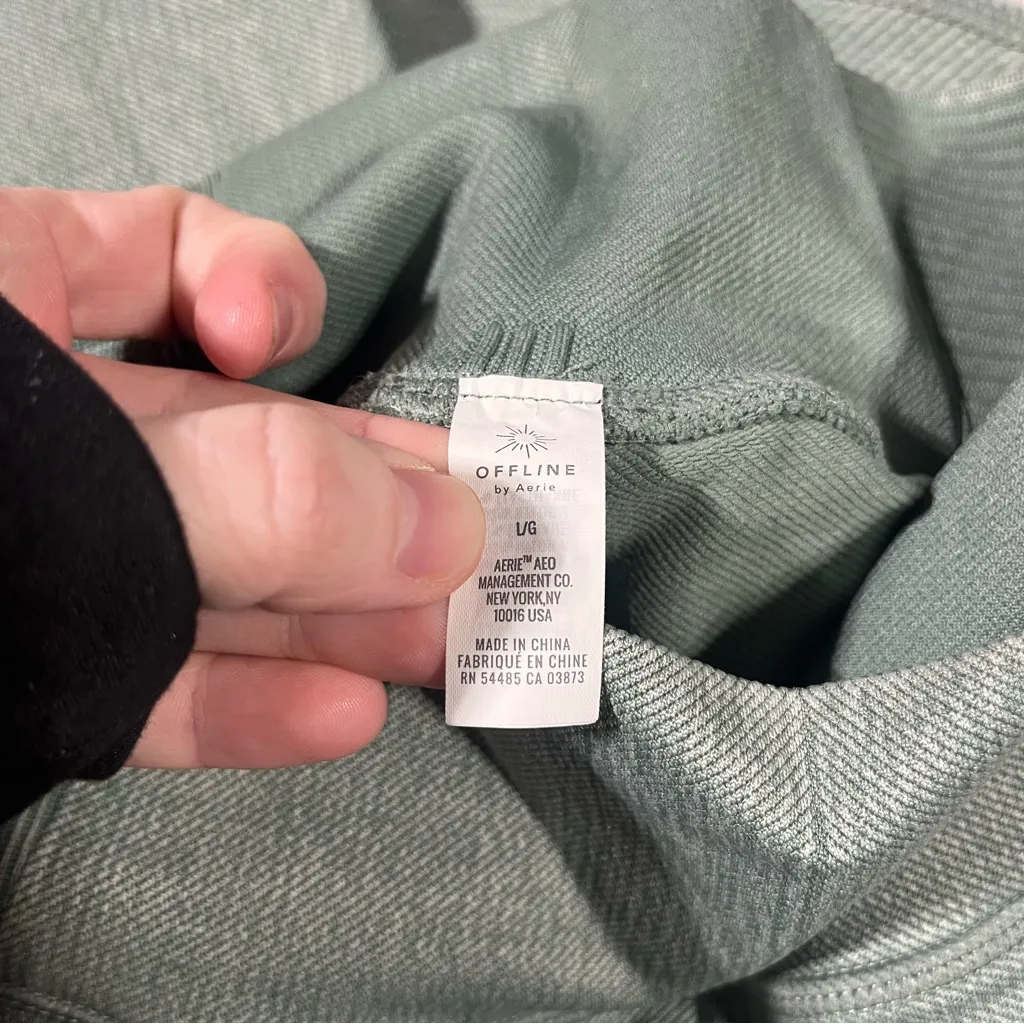 OFFLINE
by Aerie
L/G
AERIE™ AEO
MANAGEMENT CO.
NEW YORK,NY
10016 USA
MADE IN CHINA
FABRIQUÉ EN CHINE
RN 54485 CA 03873